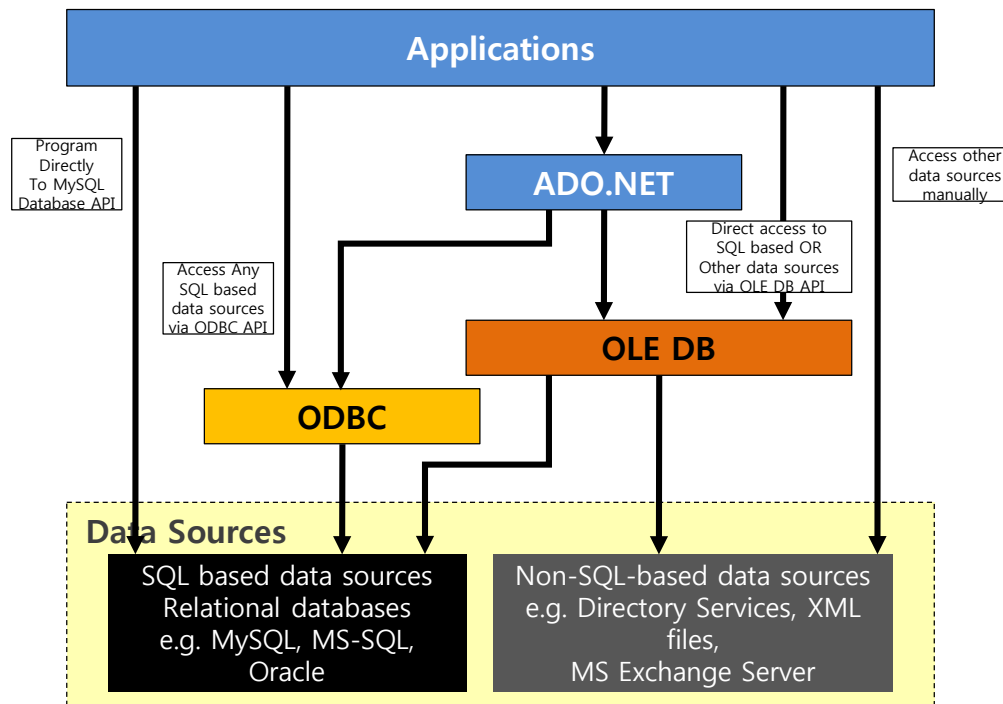 Applications
Program
Directly
To MySQL
Database API
Access other
data sources
manually
ADO.NET
Direct access to
SQL based OR
Other data sources
via OLE DB API
Access Any
SQL based
data sources
via ODBC API
OLE DB
ODBC
Data Sources
SQL based data sources
Relational databases
e.g. MySQL, MS-SQL,
Oracle
Non-SQL-based data sources
e.g. Directory Services, XML
files,
MS Exchange Server